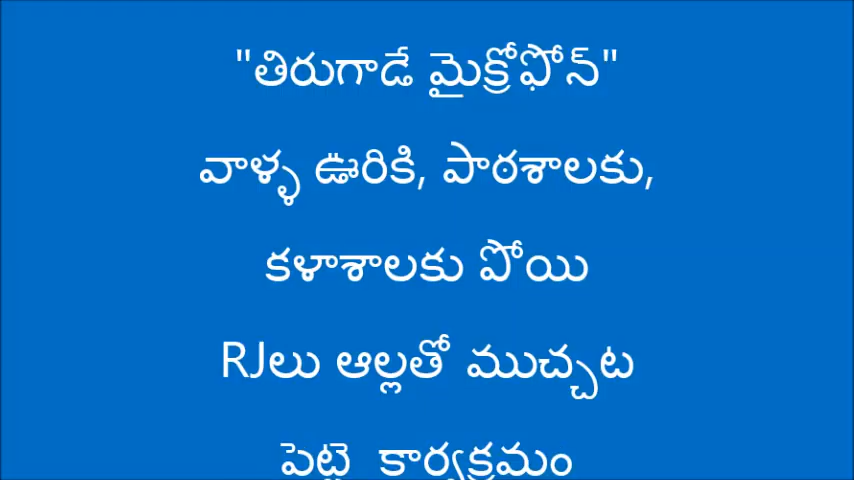 "తిరుగాడే మైక్రోఫోన్"
వాళ్ళ ఊరికి, పాఠశాలకు,
కళాశాలకు పోయి
RJలు ఆల్లతో ముచ్చట
పెట్టె కార్యక్రమం